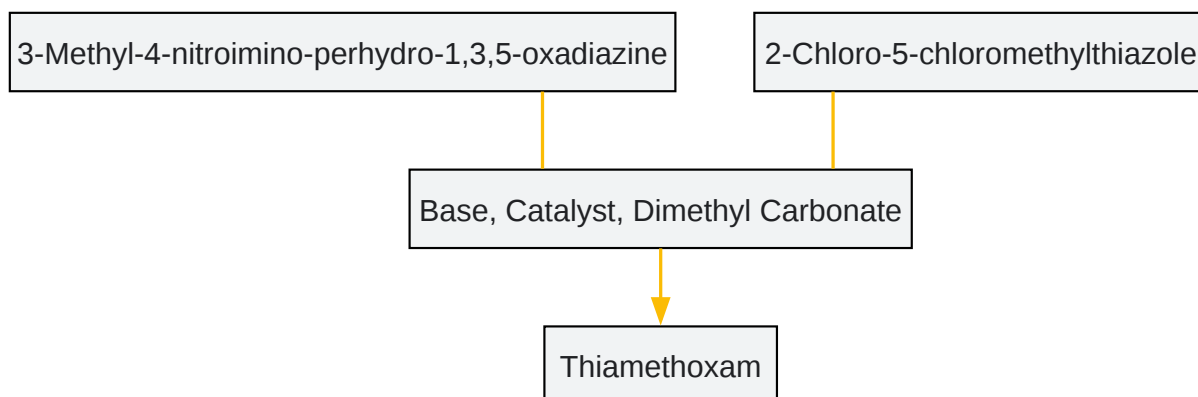 3-Methyl-4-nitroimino-perhydro-1,3,5-oxadiazine
2-Chloro-5-chloromethylthiazole
Base, Catalyst, Dimethyl Carbonate
Thiamethoxam